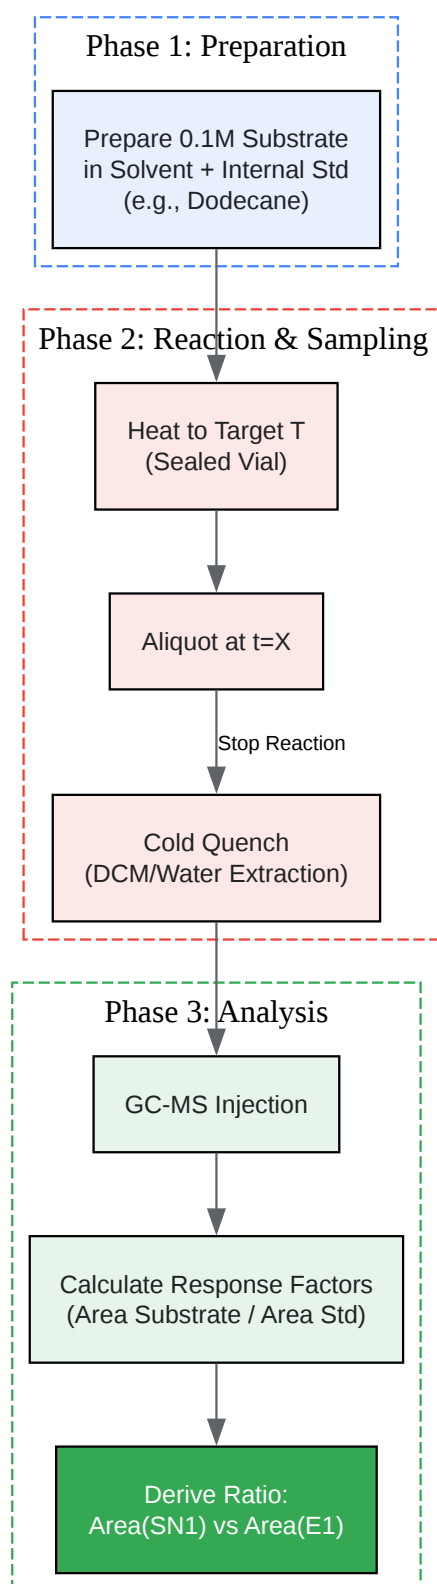 Phase 1: Preparation
Prepare 0.1M Substrate
in Solvent + Internal Std
(e.g., Dodecane)
Phase 2: Reaction & Sampling
Heat to Target T
(Sealed Vial)
Aliquot at t=X
Stop Reaction
Cold Quench
(DCM/Water Extraction)
Phase 3: Analysis
GC-MS Injection
Calculate Response Factors
(Area Substrate / Area Std)
Derive Ratio:
Area(SN1) vs Area(E1)